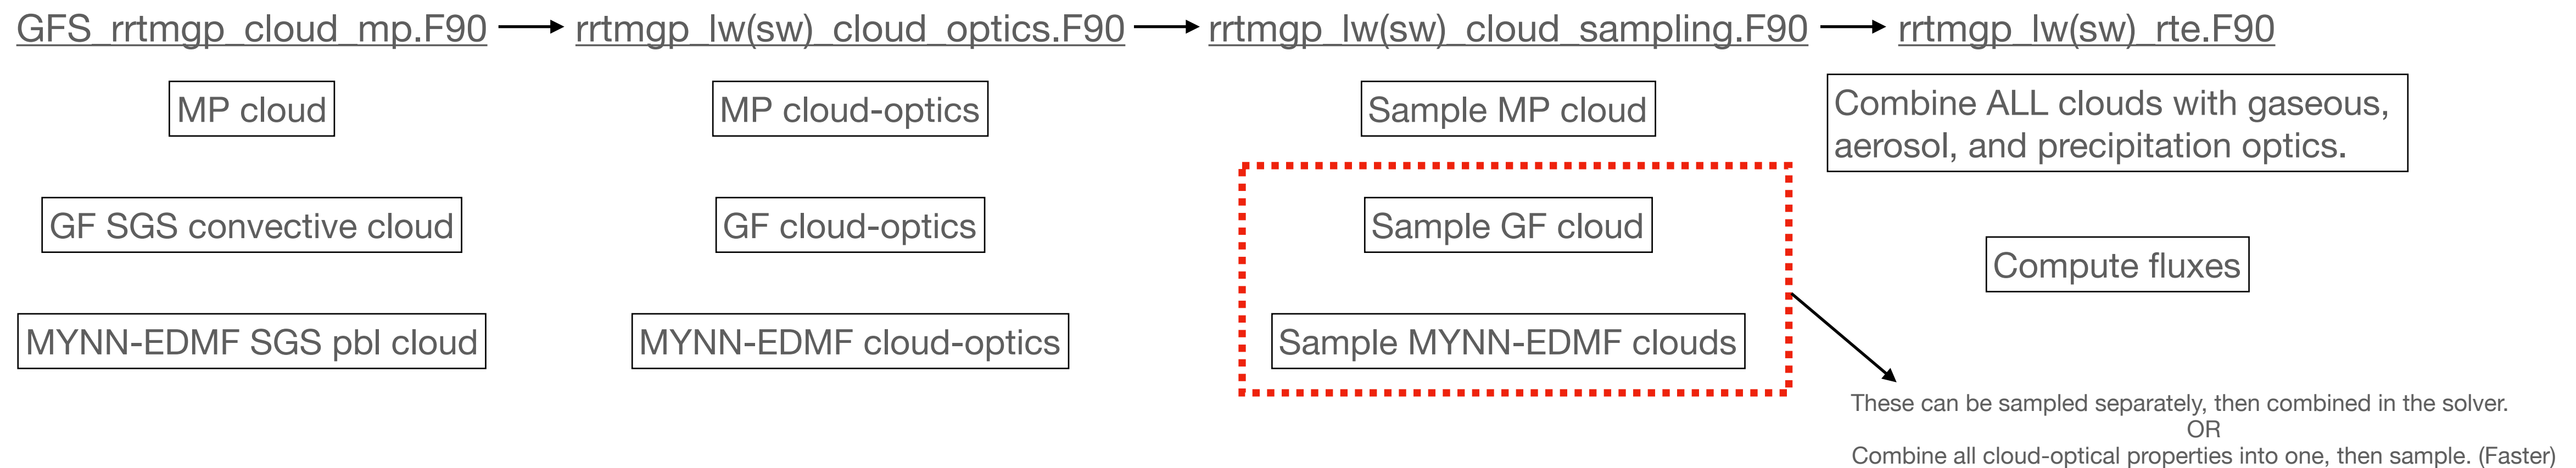 GFS_rrtmgp_cloud_mp.F90
rrtmgp_lw(sw)_cloud_optics.F90
rrtmgp_lw(sw)_cloud_sampling.F90
rrtmgp_lw(sw)_rte.F90
MP cloud
GF SGS convective cloud
MYNN-EDMF SGS pbl cloud
MP cloud-optics
GF cloud-optics
MYNN-EDMF cloud-optics
Sample MP cloud
Sample GF cloud
Sample MYNN-EDMF clouds
Combine ALL clouds with gaseous,
aerosol, and precipitation optics.
Compute fluxes
These can be sampled separately, then combined in the solver.
OR
Combine all cloud-optical properties into one, then sample. (Faster)